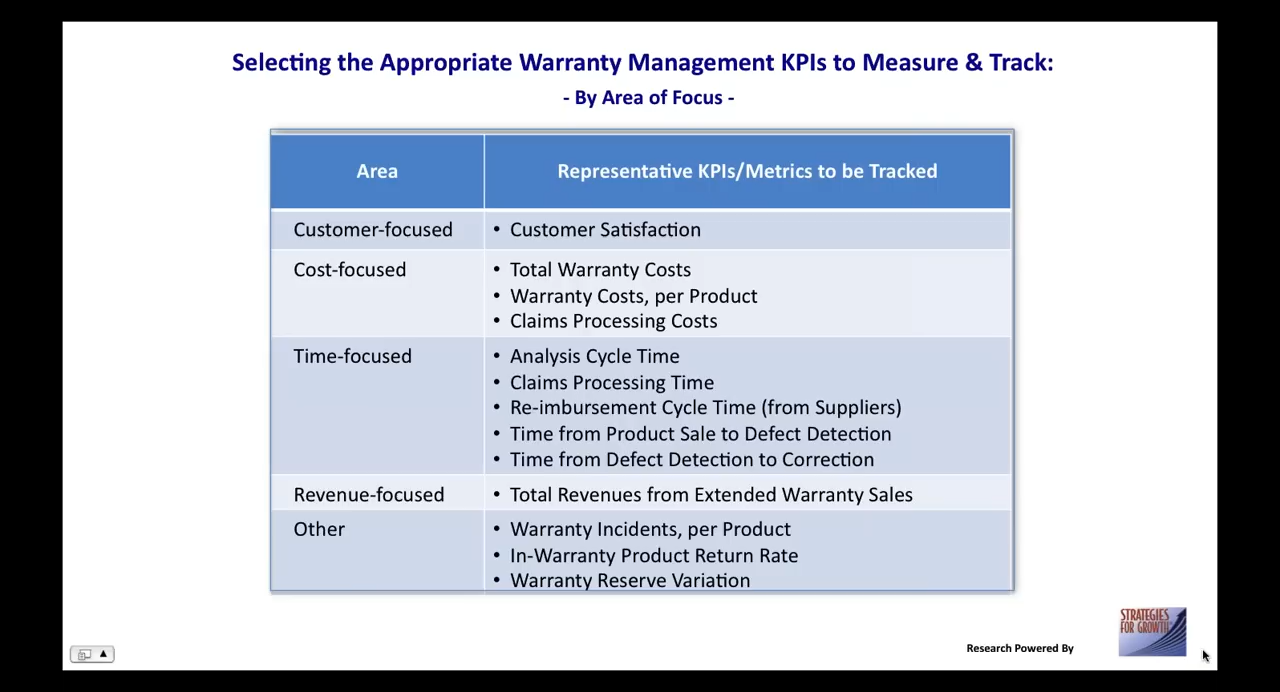 Selecting the Appropriate Warranty Management KPIs to Measure & Track:
- By Area of Focus -
Area
Representative KPIs/Metrics to be Tracked
Customer-focused
• Customer Satisfaction
Cost-focused
• Total Warranty Costs
• Warranty Costs, per Product
• Claims Processing Costs
Time-focused
• Analysis Cycle Time
• Claims Processing Time
• Re-imbursement Cycle Time (from Suppliers)
• Time from Product Sale to Defect Detection
• Time from Defect Detection to Correction
Revenue-focused
• Total Revenues from Extended Warranty Sales
Other
• Warranty Incidents, per Product
• In-Warranty Product Return Rate
• Warranty Reserve Variation
Research Powered By
STRATEGIES
FOR GROWTH